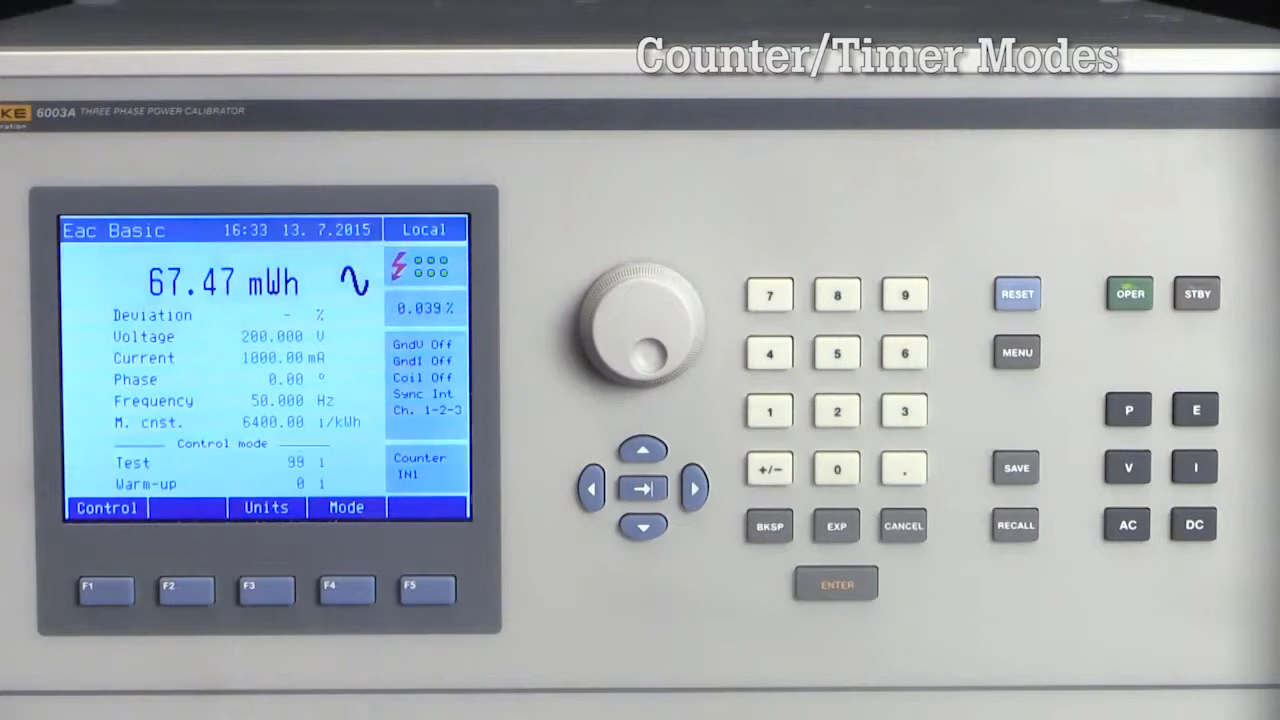 Counter/Timer Modes
KE 6003A THREE PHASE POWER CALIBRATOR
ration
Eac Basic 16:33 13. 7.2015 Local
67.47 mWh
0.039 %
Deviation - %
Voltage 200.000 V
Current 1000.00 mA
Phase 0.00 °
Frequency 50.000 Hz
M. cnst. 6400.00 i/kWh
Control mode
Test 99 i
Warm-up 0 i
GndU Off
GndI Off
Coil Off
Sync Int
Ch. 1-2-3
Counter
IN1
Control Units Mode
F1 F2 F3 F4 F5
7 8 9
4 5 6
1 2 3
+/- 0 .
BKSP EXP CANCEL
ENTER
RESET
MENU
SAVE
RECALL
OPER STBY
P E
V I
AC DC